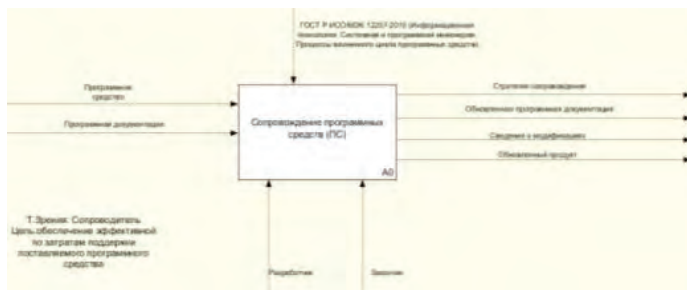 ГОСТ Р ИСО/МЭК 12207-2010 (Информационная
технология. Системная и программная инженерия.
Процессы жизненного цикла программных средств)
Программное
средство
Стратегия сопровождения
Обновленная программная документация
Программная документация
Сопровождение программных
средств (ПС)
Сведения о модификациях
Обновленный продукт
A0
Т.Зрения: Сопроводитель
Цель:обеспечение эффективной
по затратам поддержки
поставляемого программного
средства
Разработчик
Заказчик